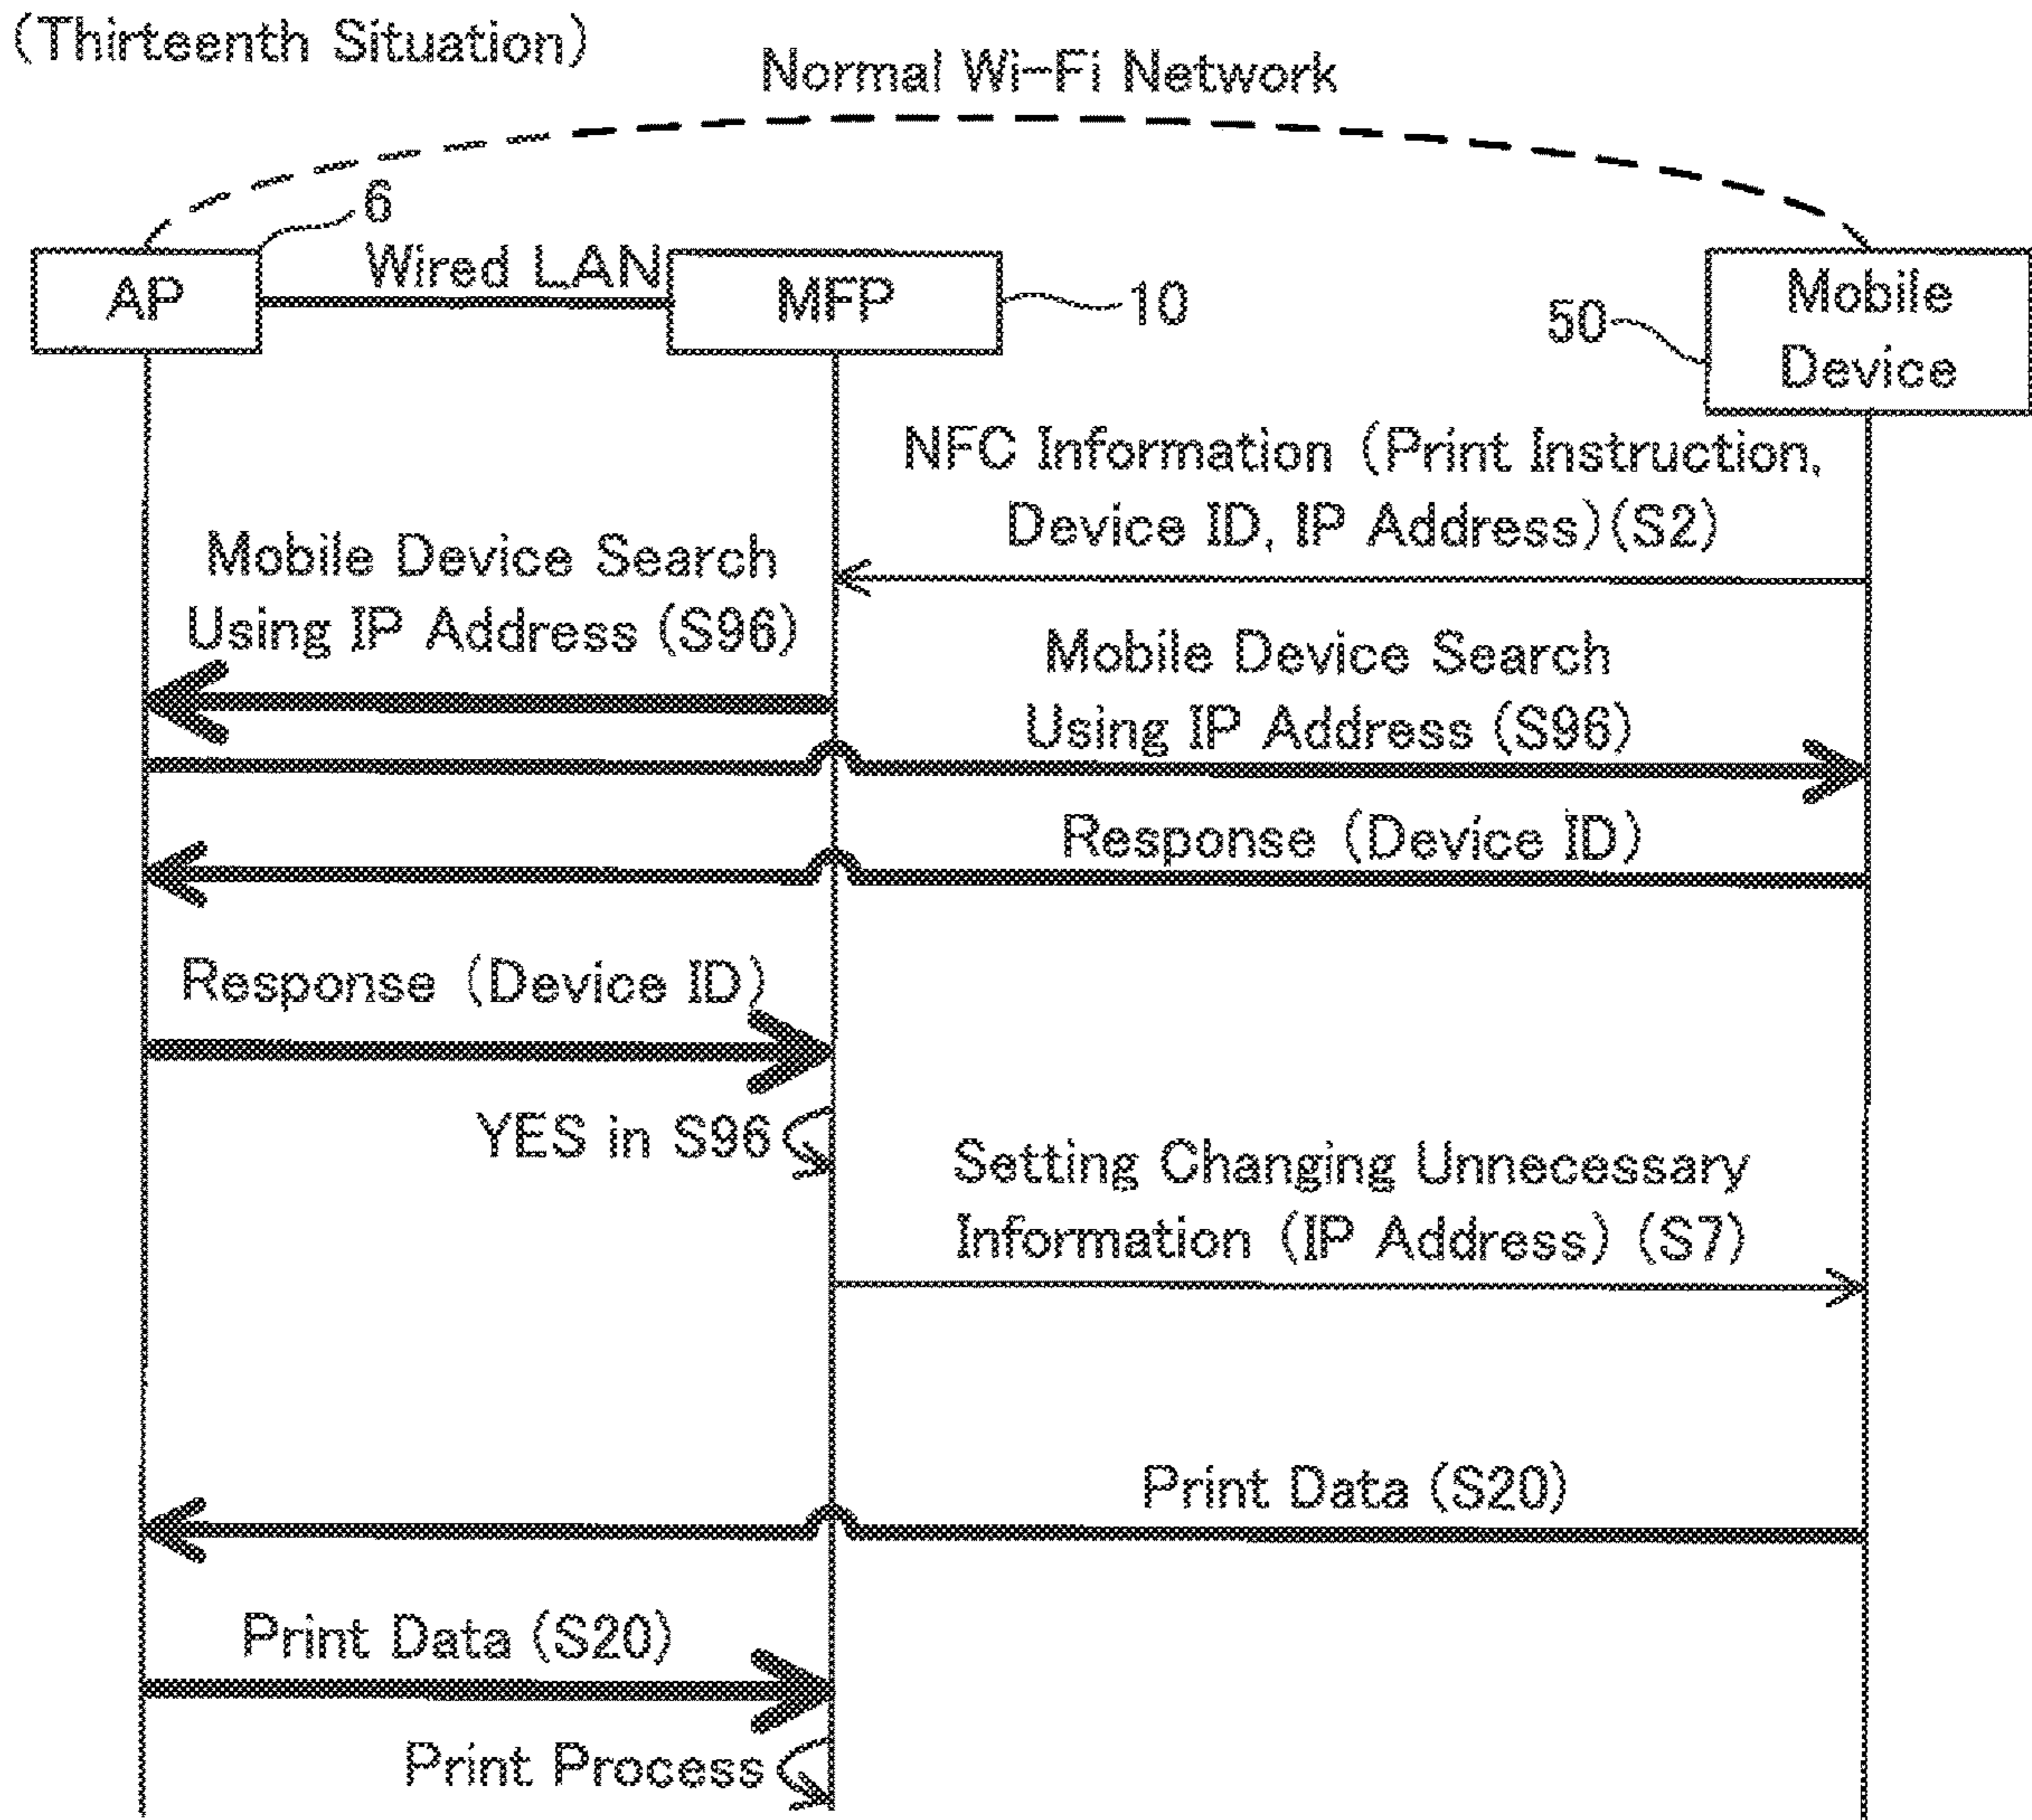 (Thirteenth Situation)
Normal Wi-Fi Network
6
Wired LAN
AP
MFP
10
50
Mobile
Device
NFC Information (Print Instruction,
Device ID, IP Address)(S2)
Mobile Device Search
Using IP Address (S96)
Mobile Device Search
Using IP Address (S96)
Response (Device ID)
Response (Device ID)
YES in S96
Setting Changing Unnecessary
Information (IP Address) (S7)
Print Data (S20)
Print Data (S20)
Print Process